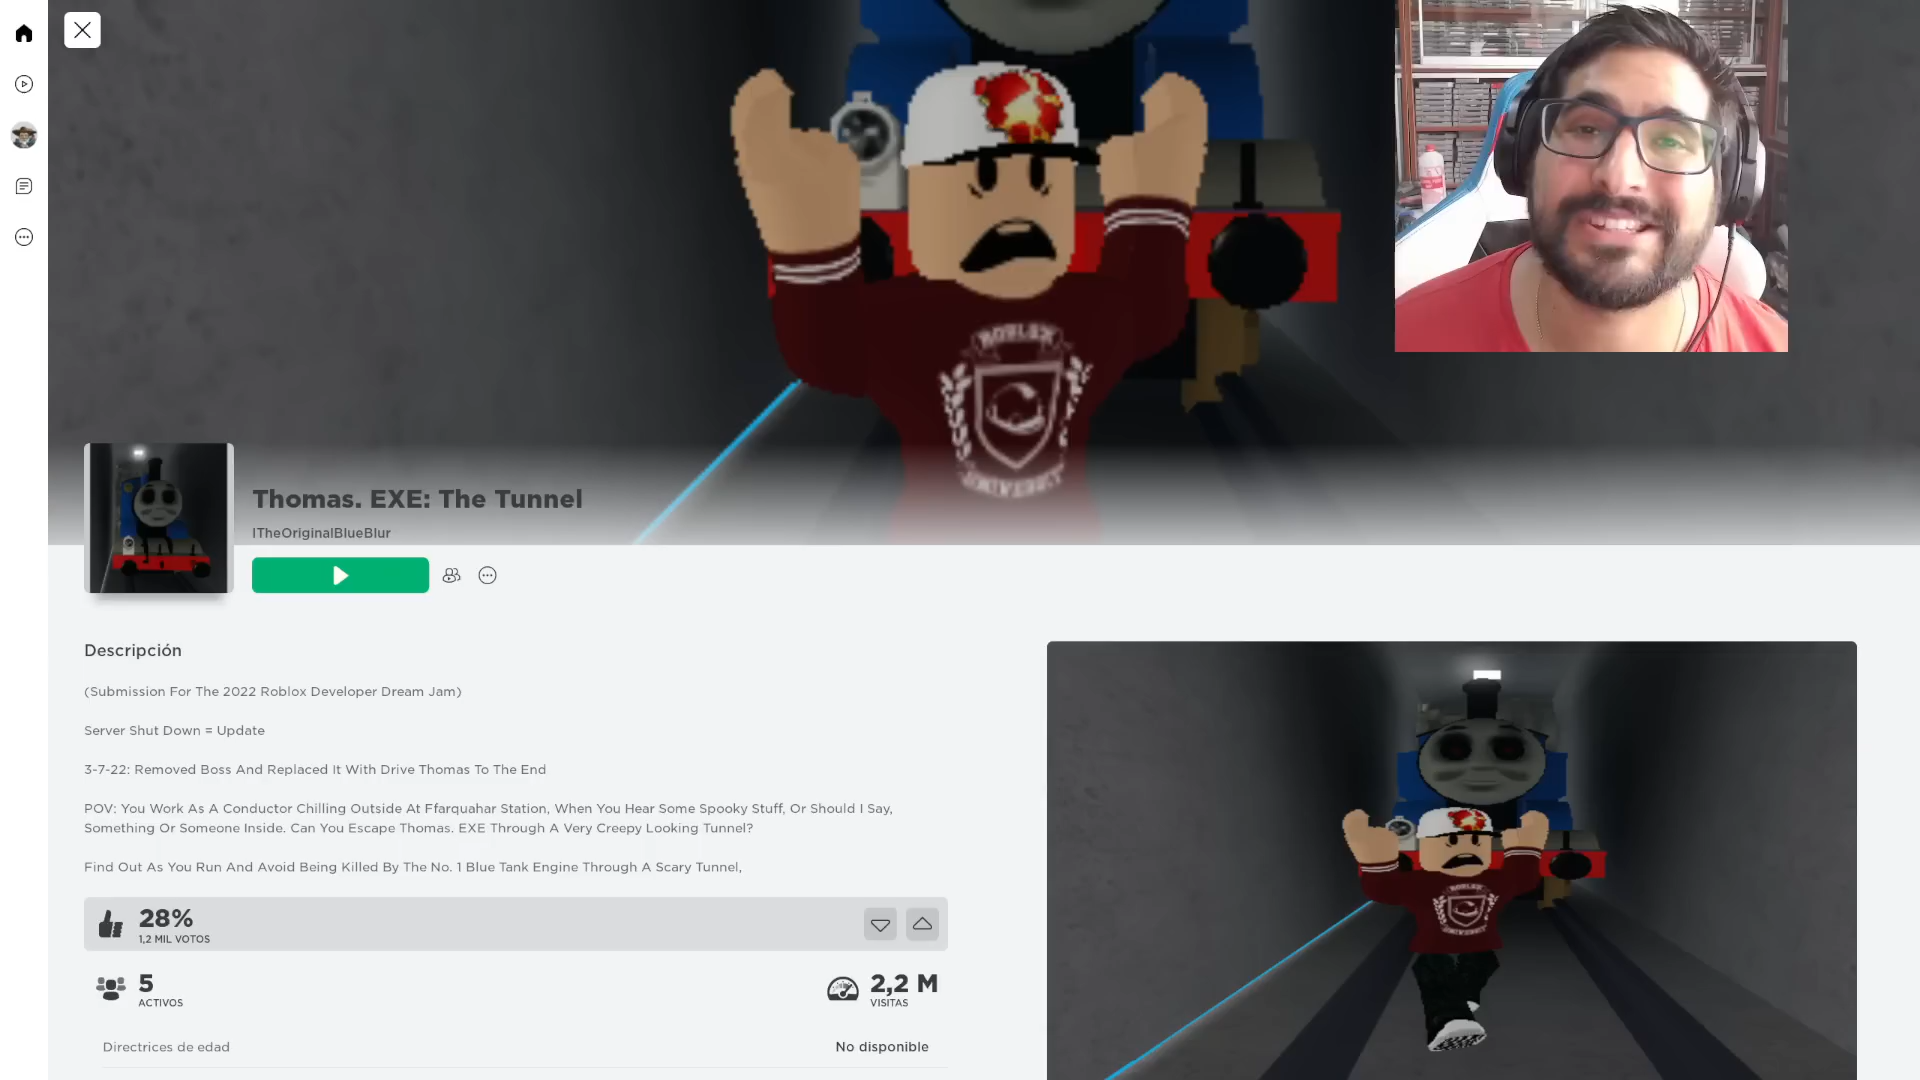 ROBLOX
UNIVERSITY
Thomas. EXE: The Tunnel
ITheOriginalBlueBlur
Descripción
(Submission For The 2022 Roblox Developer Dream Jam)
Server Shut Down = Update
3-7-22: Removed Boss And Replaced It With Drive Thomas To The End
POV: You Work As A Conductor Chilling Outside At Ffarquahar Station, When You Hear Some Spooky Stuff, Or Should I Say,
Something Or Someone Inside. Can You Escape Thomas. EXE Through A Very Creepy Looking Tunnel?
Find Out As You Run And Avoid Being Killed By The No. 1 Blue Tank Engine Through A Scary Tunnel,
28%
1,2 MIL VOTOS
5
ACTIVOS
2,2 M
VISITAS
Directrices de edad
No disponible
ROBLOX
UNIVERSITY